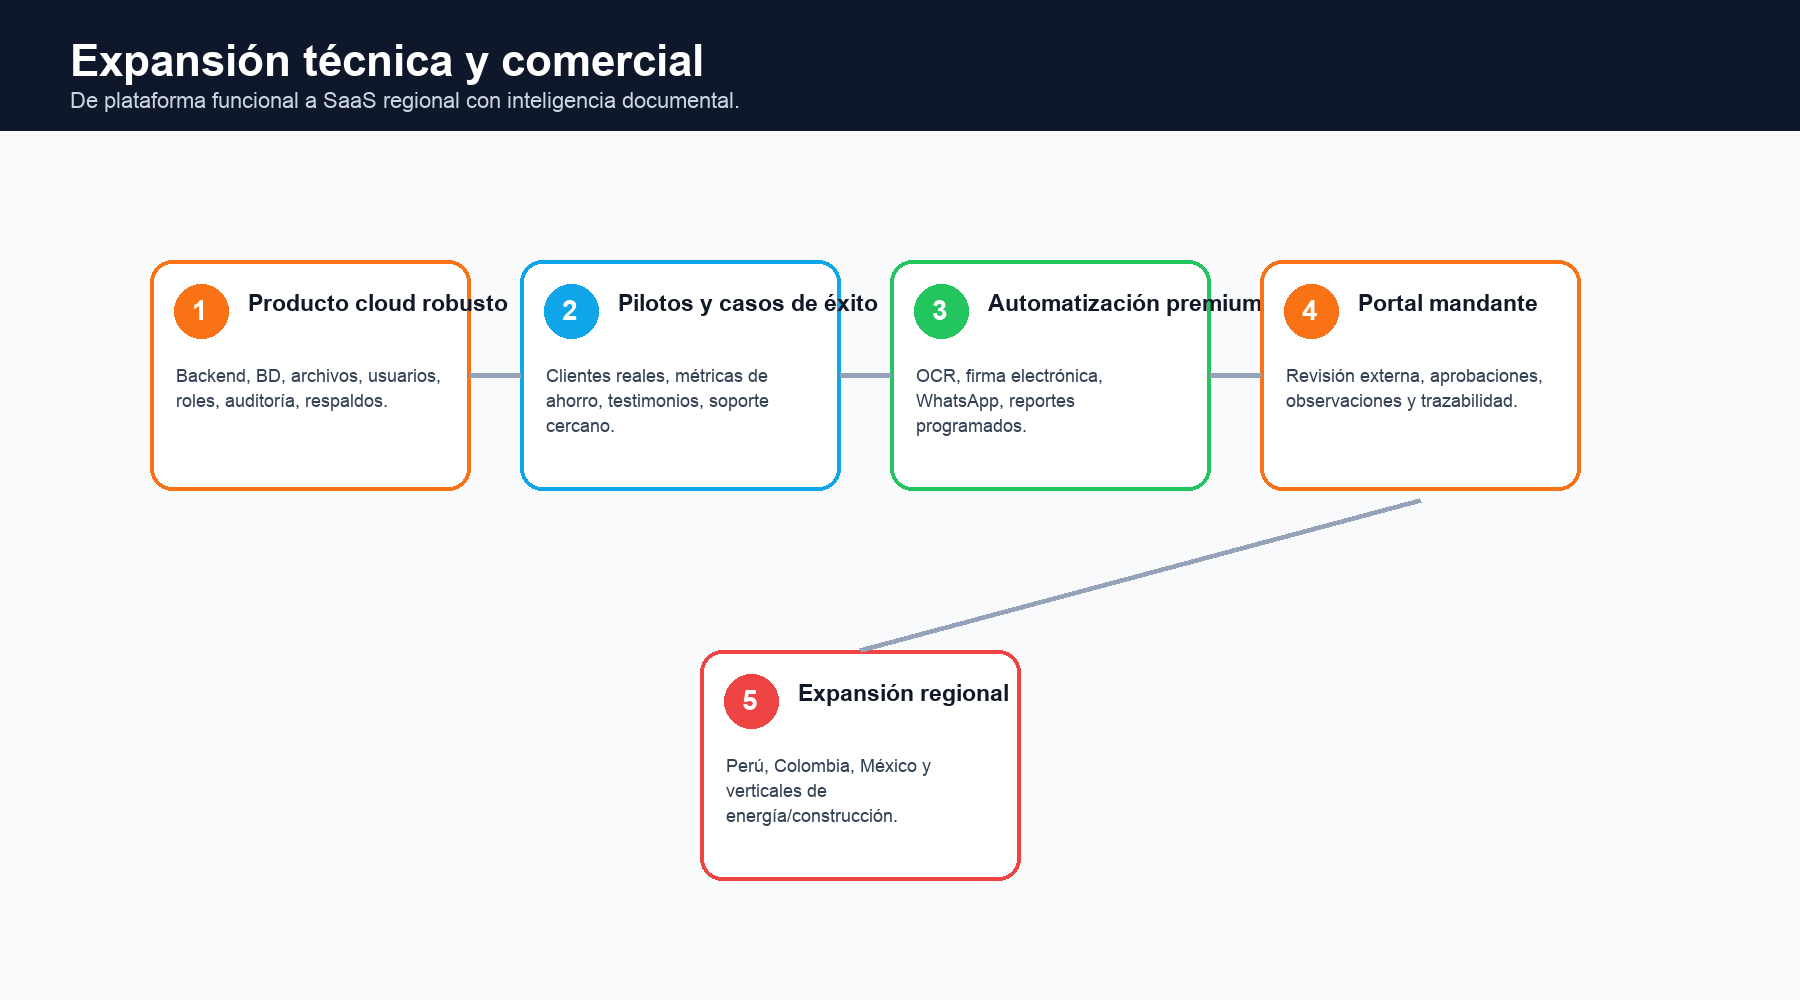 Expansión técnica y comercial
De plataforma funcional a SaaS regional con inteligencia documental.
1
Producto cloud robusto
Backend, BD, archivos, usuarios,
roles, auditoría, respaldos.
2
Pilotos y casos de éxito
Clientes reales, métricas de
ahorro, testimonios, soporte
cercano.
3
Automatización premium
OCR, firma electrónica,
WhatsApp, reportes
programados.
4
Portal mandante
Revisión externa, aprobaciones,
observaciones y trazabilidad.
5
Expansión regional
Perú, Colombia, México y
verticales de
energía/construcción.